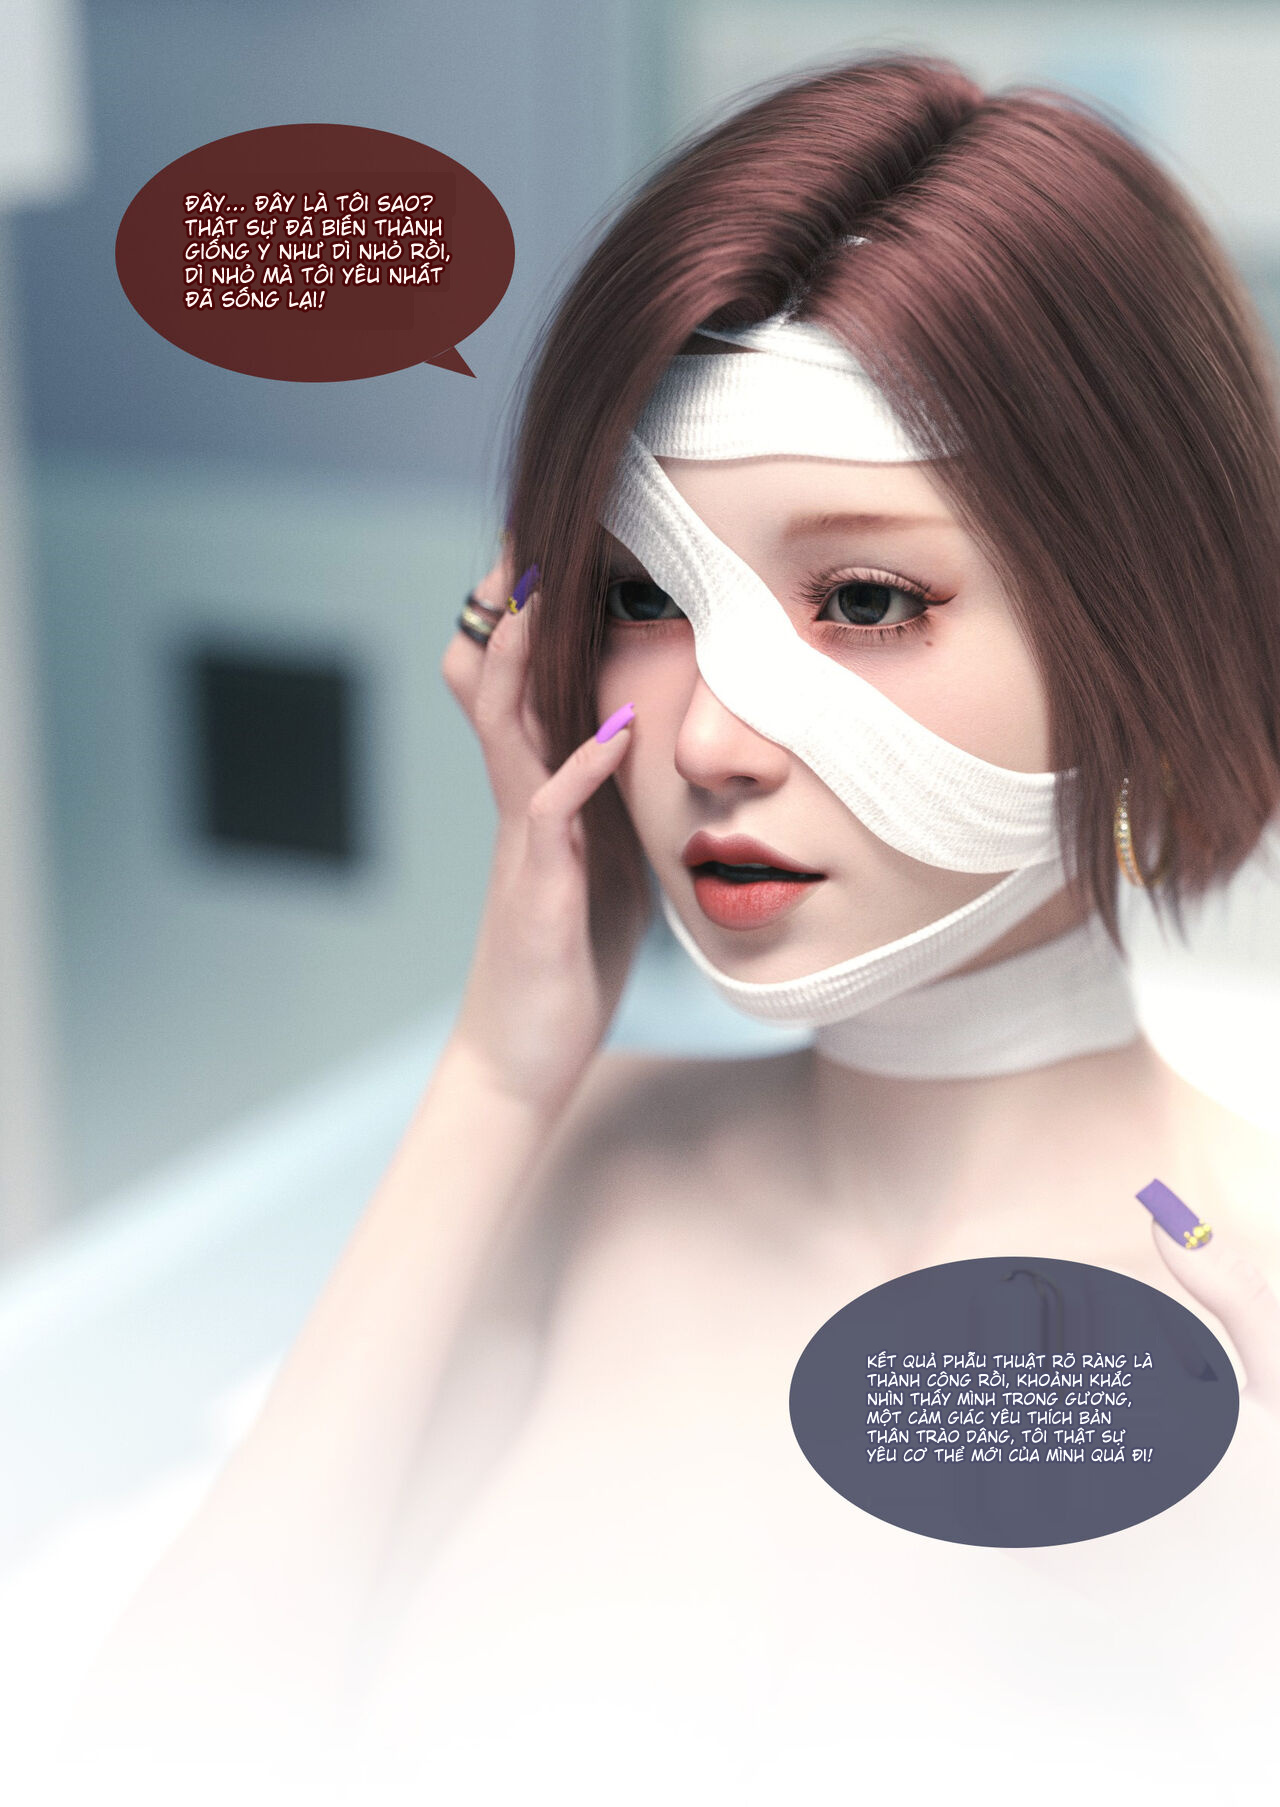 ĐÂY... ĐÂY LÀ TÔI SAO?
THẬT SỰ ĐÃ BIẾN THÀNH
GIỐNG Ý NHƯ DÌ NHỎ RỒI,
DÌ NHỎ MÀ TÔI YÊU NHẤT
ĐÃ SỐNG LẠI!
KẾT QUẢ PHẪU THUẬT RÕ RÀNG LÀ
THÀNH CÔNG RỒI, KHOẢNH KHẮC
NHÌN THẤY MÌNH TRONG GƯƠNG,
MỘT CẢM GIÁC YÊU THÍCH BẢN
THÂN TRÀO DÂNG, TÔI THẬT SỰ
YÊU CƠ THỂ MỚI CỦA MÌNH QUÁ ĐI!